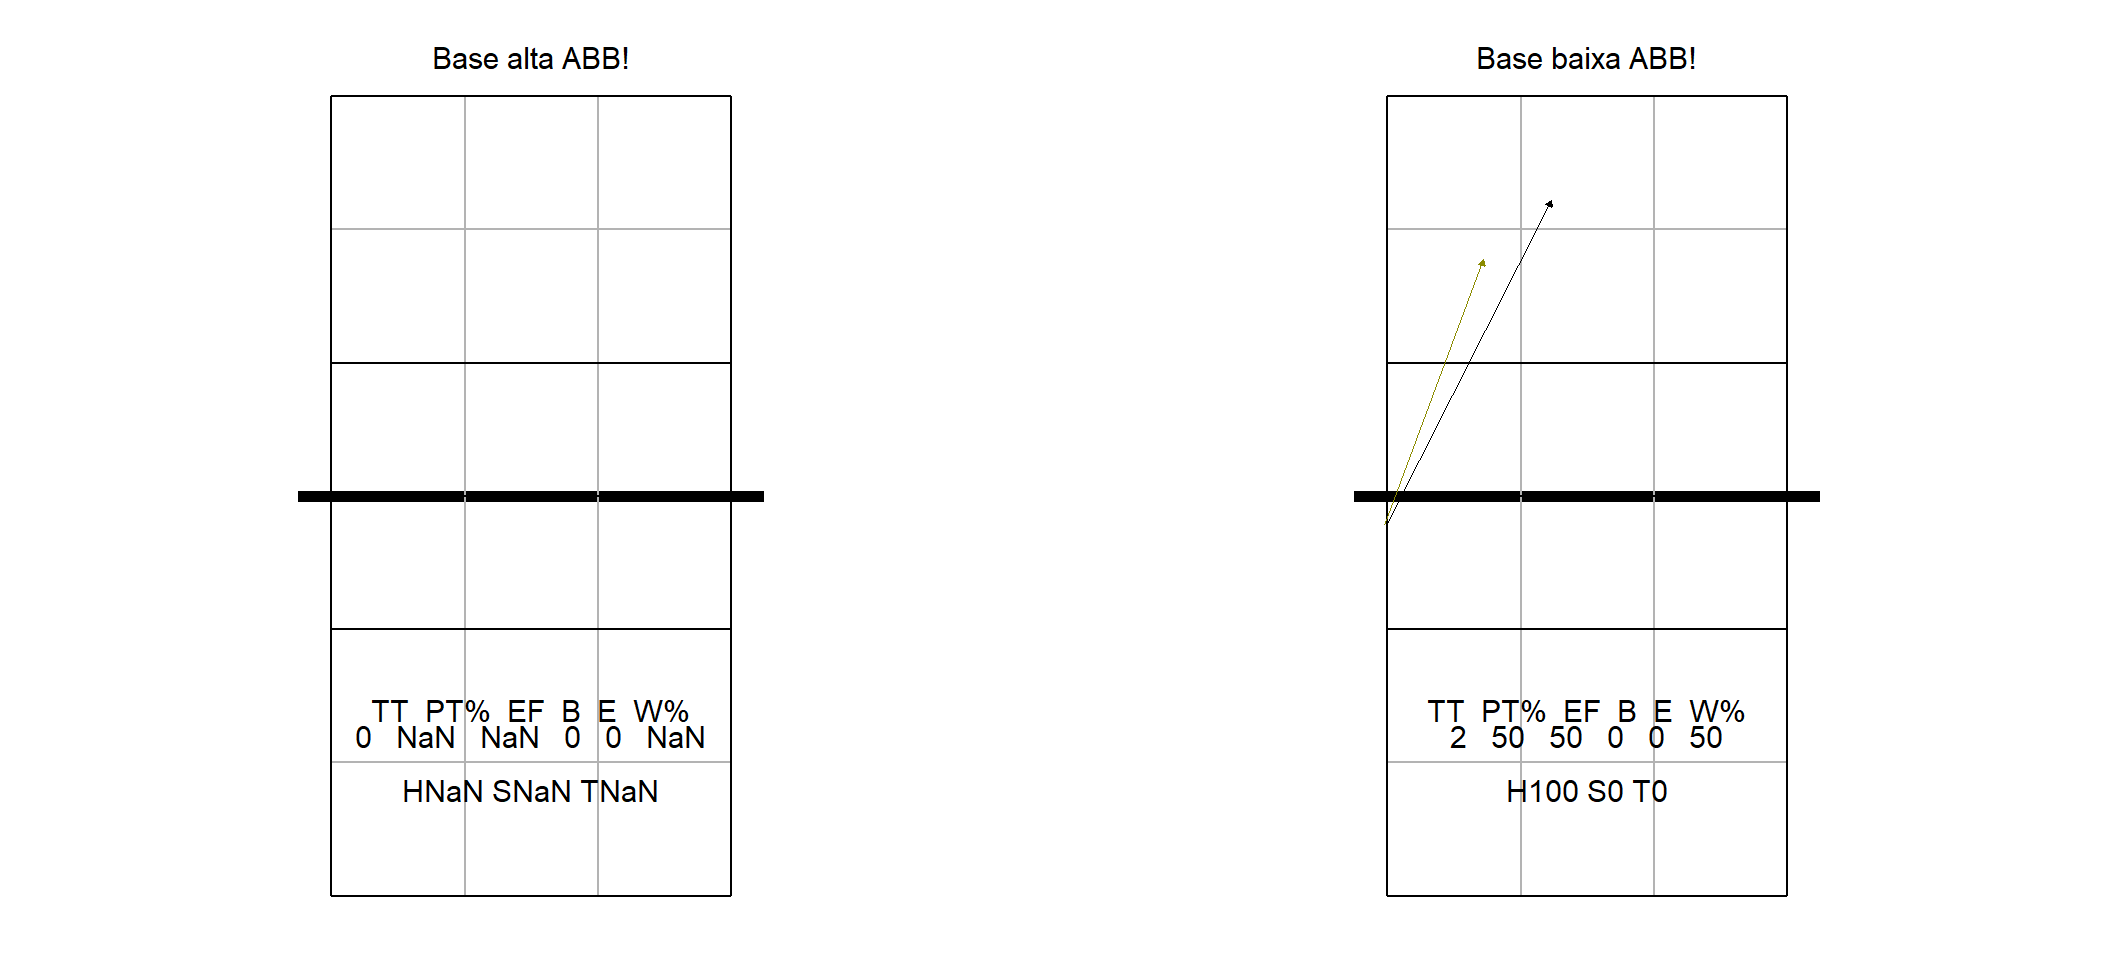 Base alta ABB!
TT PT% EF B E W%
0 NaN NaN 0 0 NaN
HNaN SNaN TNaN
Base baixa ABB!
TT PT% EF B E W%
2 50 50 0 0 50
H100 S0 T0